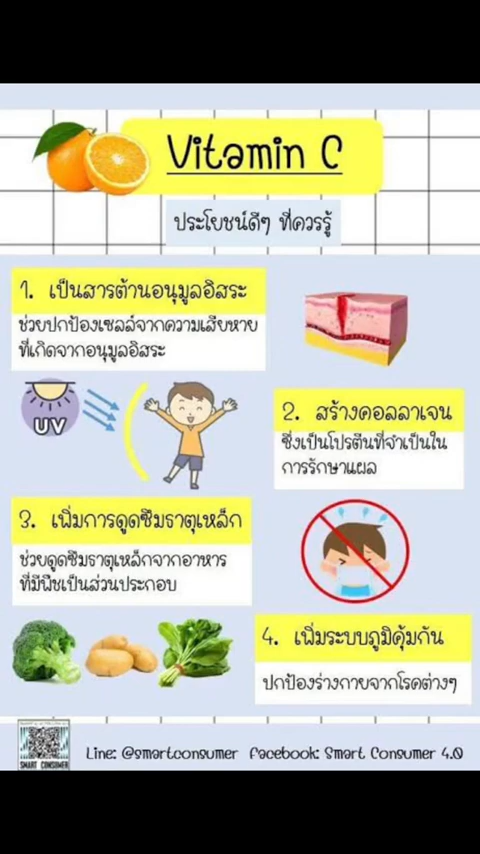 Vitamin C
ประโยชน์ดีๆ ที่ควรรู้
1. เป็นสารต้านอนุมูลอิสระ
ช่วยปกป้องเซลล์จากความเสียหาย
ที่เกิดจากอนุมูลอิสระ
UV
2. สร้างคอลลาเจน
ซึ่งเป็นโปรตีนที่จำเป็นใน
การรักษาแผล
3. เพิ่มการดูดซึมธาตุเหล็ก
ช่วยดูดซึมธาตุเหล็กจากอาหาร
ที่มีพืชเป็นส่วนประกอบ
4. เพิ่มระบบภูมิคุ้มกัน
ปกป้องร่างกายจากโรคต่างๆ
SMART CONSUMER
Line: @smartconsumer facebook: Smart Consumer 4.0